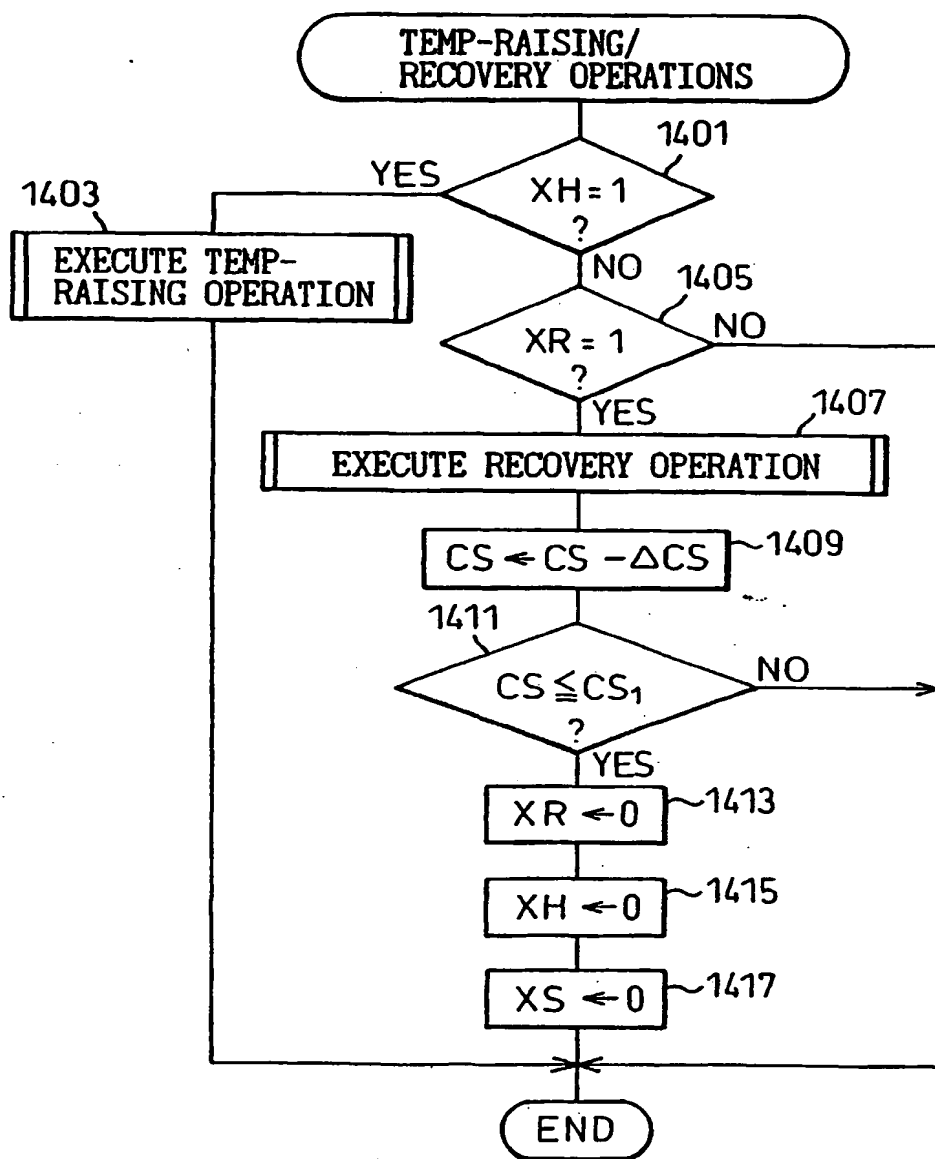 TEMP-RAISING/
RECOVERY OPERATIONS
1401
YES
XH = 1
?
1403
EXECUTE TEMP-
RAISING OPERATION
NO
1405
XR = 1
?
NO
YES
1407
EXECUTE RECOVERY OPERATION
CS ← CS − △CS
1409
1411
CS ≦ CS₁
?
NO
YES
XR ← 0
1413
XH ← 0
1415
XS ← 0
1417
END